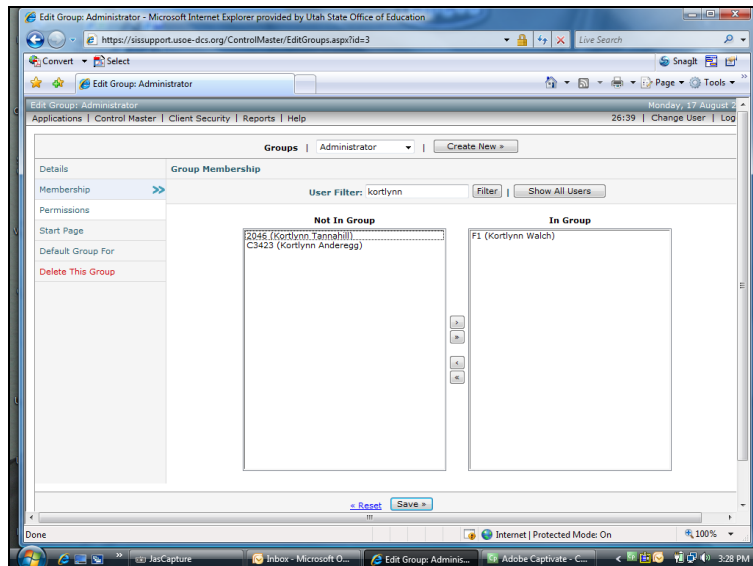 Edit Group: Administrator - Microsoft Internet Explorer provided by Utah State Office of Education
https://sissupport.usoe-dcs.org/ControlMaster/EditGroups.aspx?id=3
Live Search
Convert
Select
SnagIt
Edit Group: Administrator
Page
Tools
Edit Group: Administrator
Monday, 17 August 2
Applications | Control Master | Client Security | Reports | Help
26:39 | Change User | Log
Groups | Administrator | Create New »
Details
Group Membership
Membership »
User Filter: kortlynn Filter | Show All Users
Permissions
Start Page
Not In Group
In Group
2046 (Kortlynn Tannahill)
F1 (Kortlynn Walch)
Default Group For
C3423 (Kortlynn Anderegg)
Delete This Group
›
»
‹
«
« Reset Save »
Done
Internet | Protected Mode: On
100%
JasCapture
Inbox - Microsoft O...
Edit Group: Adminis...
Adobe Captivate - C...
3:28 PM